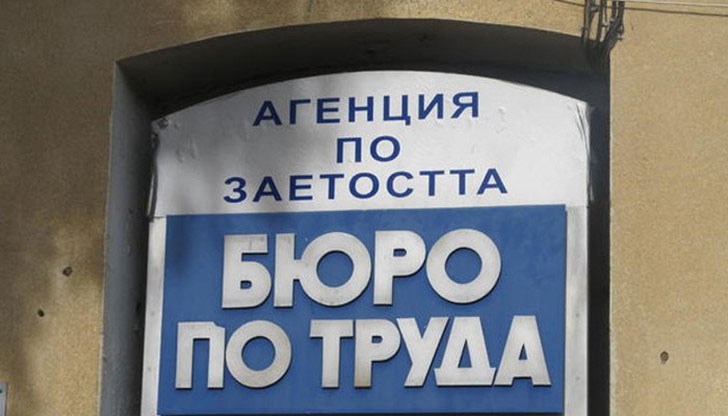 АГЕНЦИЯ
ПО
ЗАЕТОСТТА
БЮРО
ПО ТРУДА